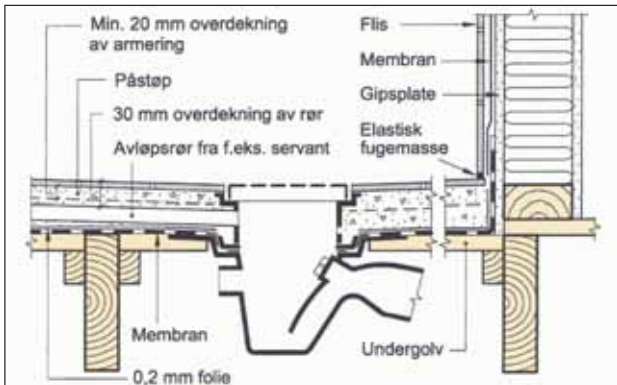 Min. 20 mm overdekning
av armering
Påstøp
30 mm overdekning av rør
Avløpsrør fra f.eks. servant
Flis
Membran
Gipsplate
Elastisk
fugemasse
Membran
0,2 mm folie
Undergolv